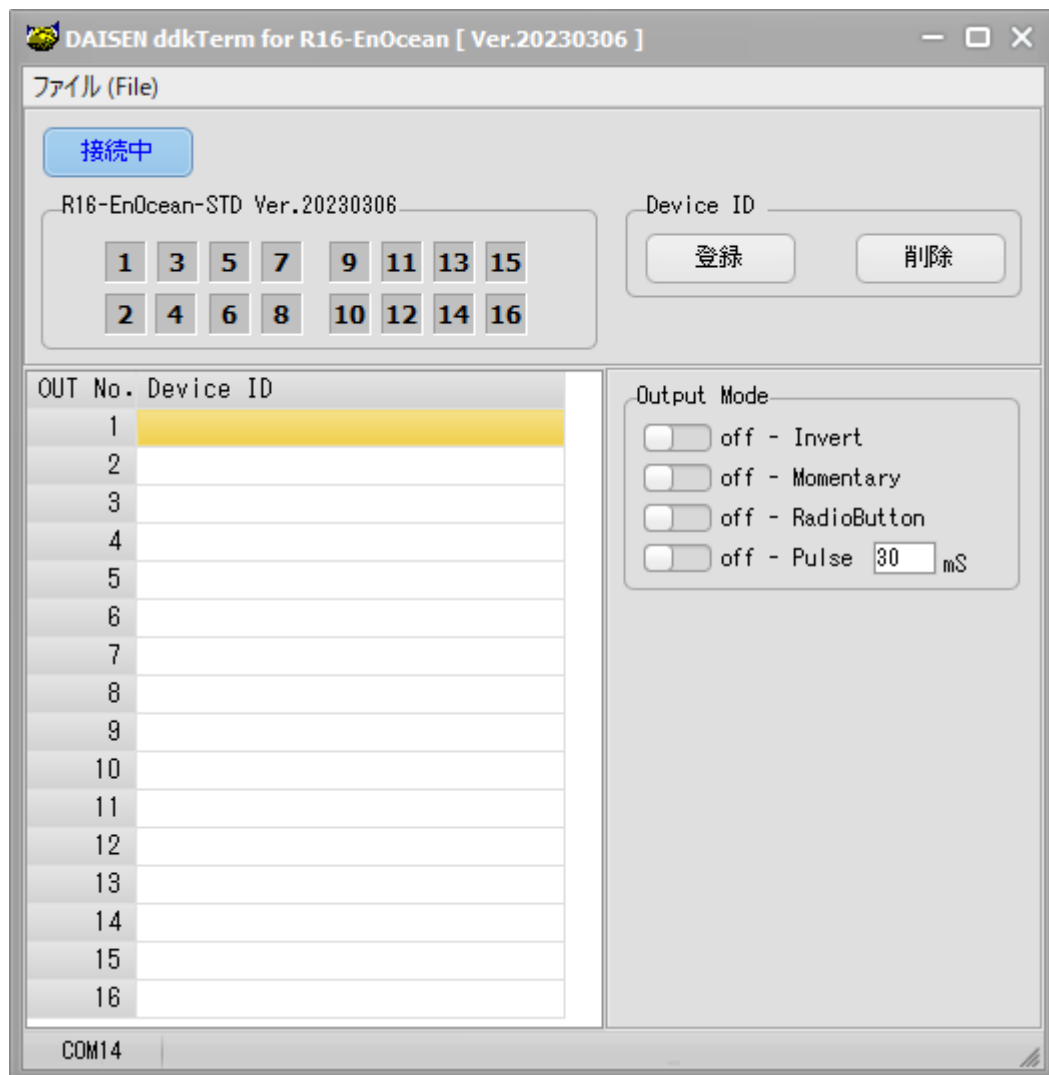 DAISEN ddkTerm for R16-EnOcean [ Ver.20230306 ]
ファイル (File)
接続中
R16-EnOcean-STD Ver.20230306
1 3 5 7 9 11 13 15
2 4 6 8 10 12 14 16
Device ID
登録 削除
OUT No. Device ID
1
2
3
4
5
6
7
8
9
10
11
12
13
14
15
16
Output Mode
off - Invert
off - Momentary
off - RadioButton
off - Pulse 30 mS
COM14